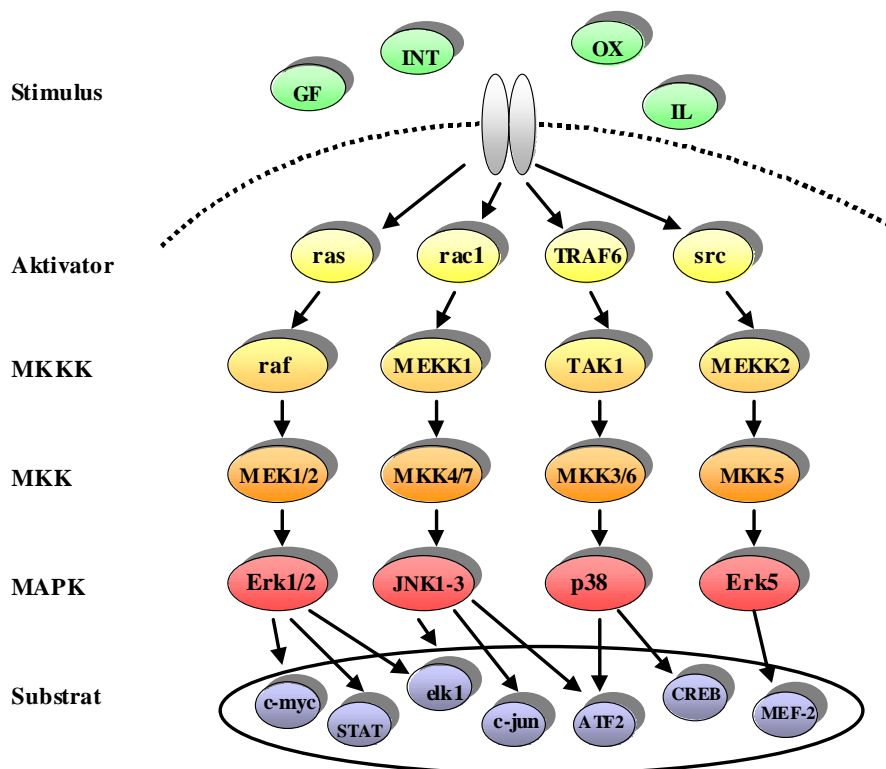 Stimulus
GF
INT
OX
IL
Aktivator
ras
rac1
TRAF6
src
MKKK
raf
MEKK1
TAK1
MEKK2
MKK
MEK1/2
MKK4/7
MKK3/6
MKK5
MAPK
Erk1/2
JNK1-3
p38
Erk5
Substrat
c-myc
STAT
elk1
c-jun
ATF2
CREB
MEF-2